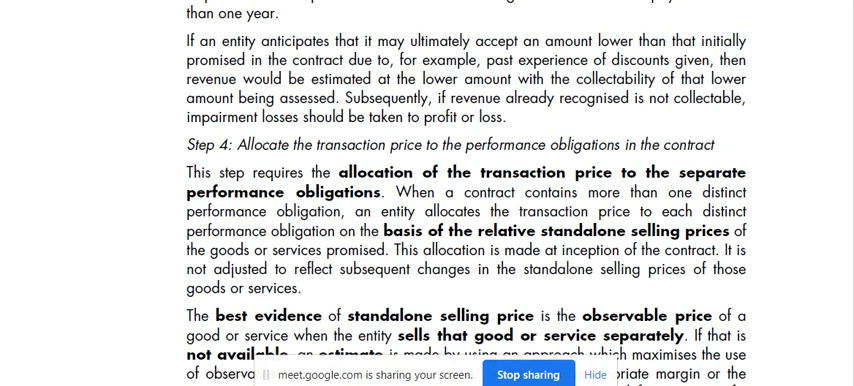 than one year.
If an entity anticipates that it may ultimately accept an amount lower than that initially
promised in the contract due to, for example, past experience of discounts given, then
revenue would be estimated at the lower amount with the collectability of that lower
amount being assessed. Subsequently, if revenue already recognised is not collectable,
impairment losses should be taken to profit or loss.
Step 4: Allocate the transaction price to the performance obligations in the contract
This step requires the allocation of the transaction price to the separate
performance obligations. When a contract contains more than one distinct
performance obligation, an entity allocates the transaction price to each distinct
performance obligation on the basis of the relative standalone selling prices of
the goods or services promised. This allocation is made at inception of the contract. It is
not adjusted to reflect subsequent changes in the standalone selling prices of those
goods or services.
The best evidence of standalone selling price is the observable price of a
good or service when the entity sells that good or service separately. If that is
not available, an estimate is made by using an approach which maximises the use
of margin or the
meet.google.com is sharing your screen. Stop sharing Hide